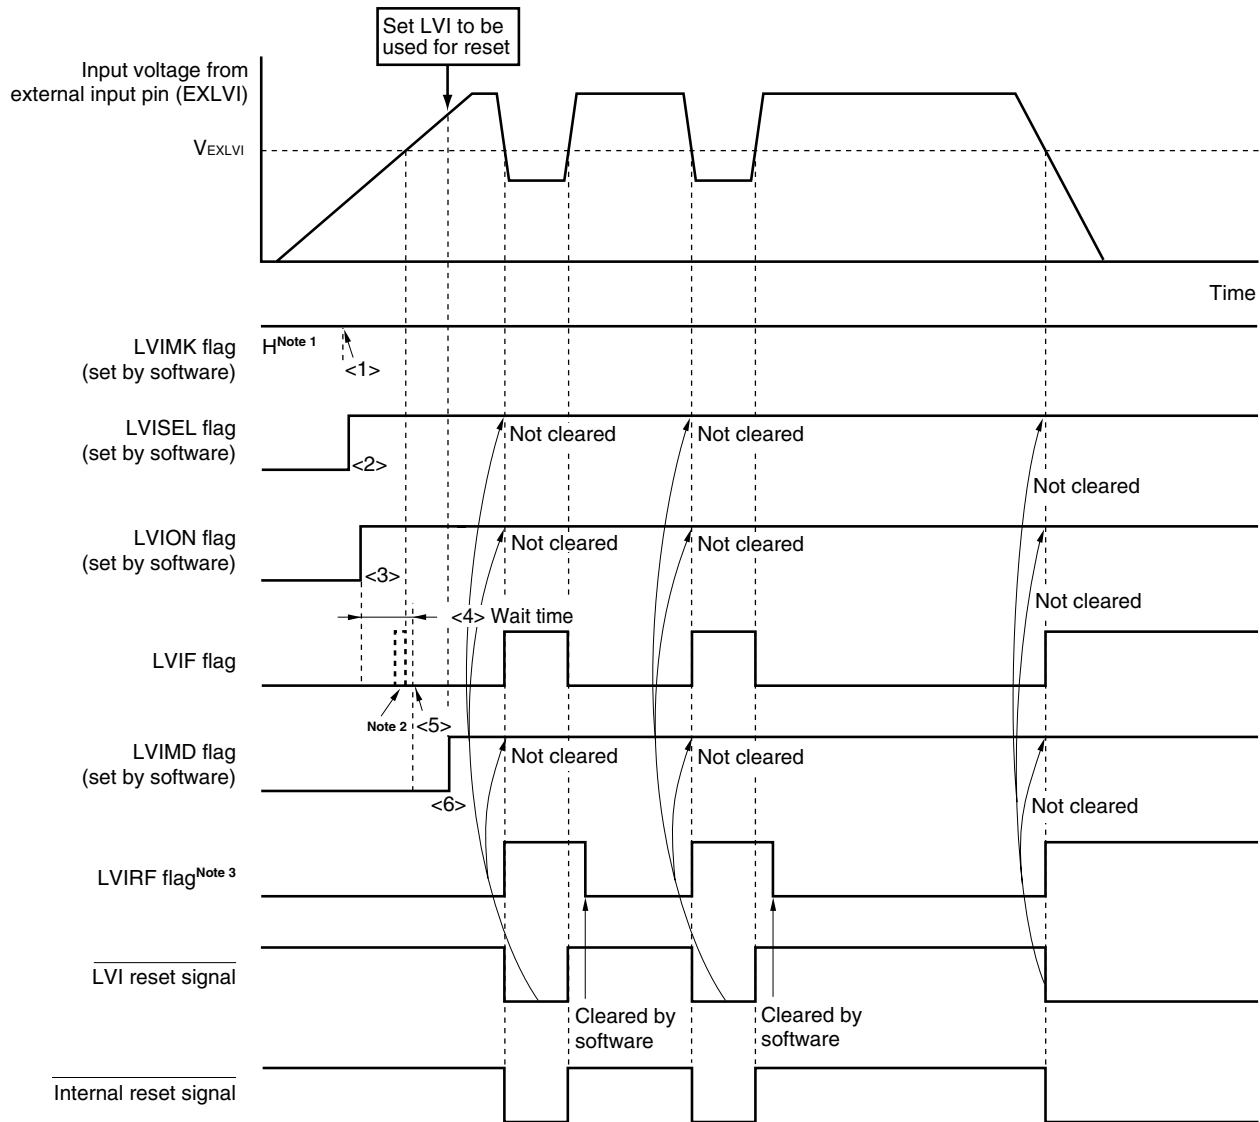 Set LVI to be
used for reset
Input voltage from
external input pin (EXLVI)
VEXLVI
Time
LVIMK flag
(set by software)
H Note 1
<1>
LVISEL flag
(set by software)
<2>
Not cleared
Not cleared
Not cleared
LVION flag
(set by software)
<3>
Not cleared
Not cleared
Not cleared
<4> Wait time
LVIF flag
Note 2
<5>
LVIMD flag
(set by software)
<6>
Not cleared
Not cleared
Not cleared
LVIRF flag Note 3
LVI reset signal
Cleared by
software
Cleared by
software
Internal reset signal